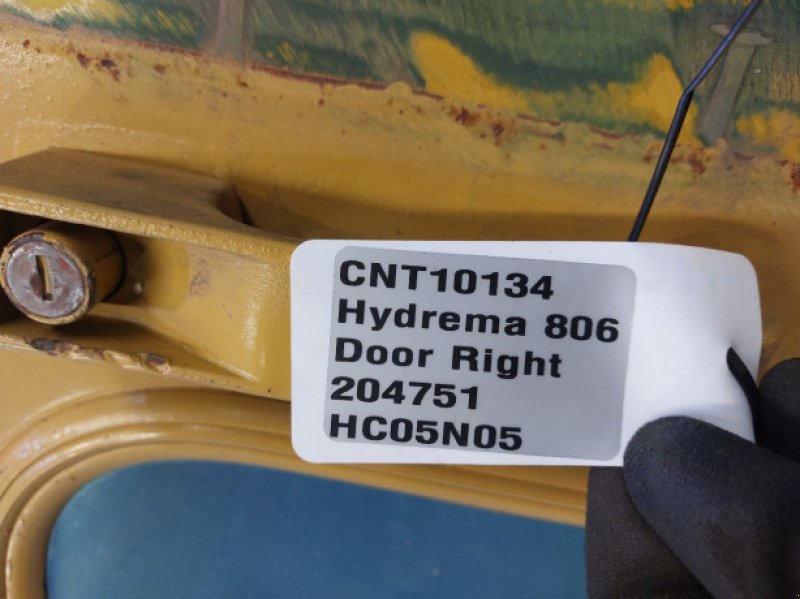 CNT10134
Hydrema 806
Door Right
204751
HC05N05